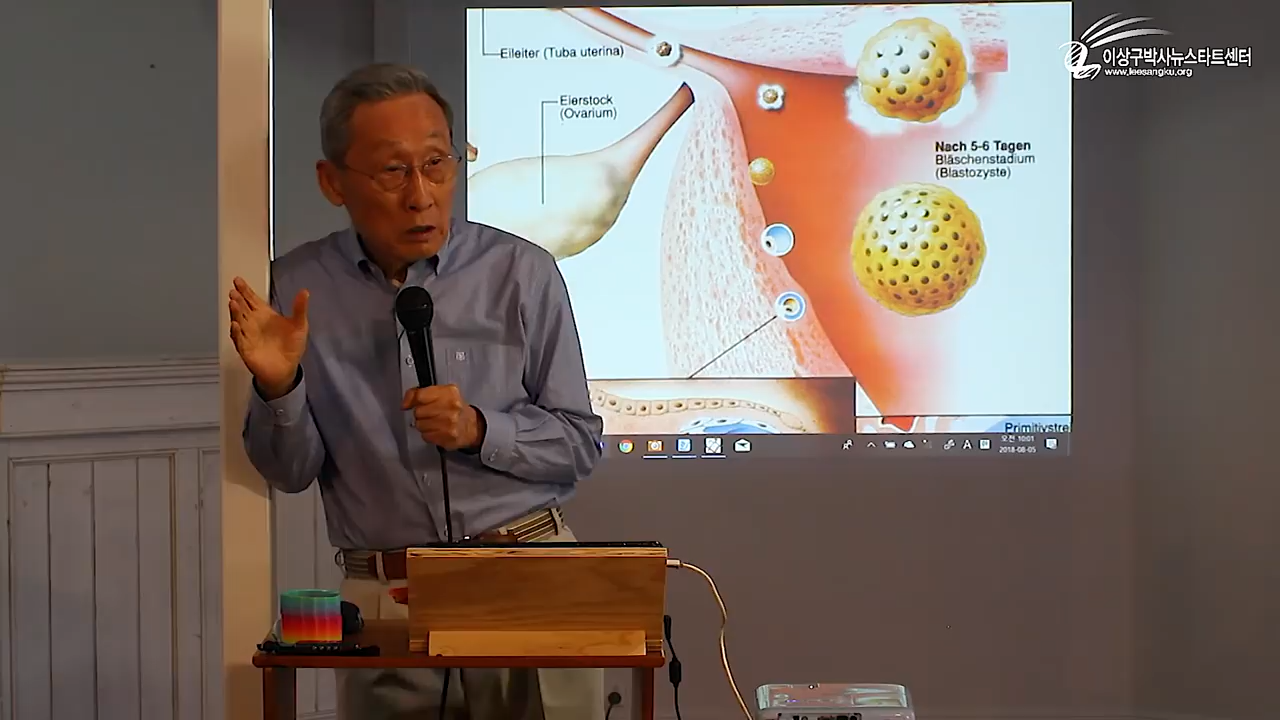 이상구박사뉴스타트센터
www.leesangku.org
Eileiter (Tuba uterina)
Eierstock
(Ovarium)
Nach 5-6 Tagen
Bläschenstadium
(Blastozyste)
Primitivstre
A
오전 10:01
2018-08-05